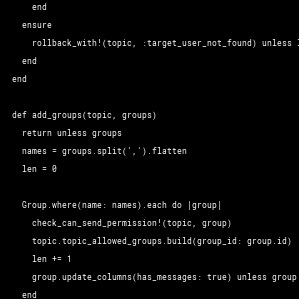 end
ensure
rollback_with!(topic, :target_user_not_found) unless
end
end
def add_groups(topic, groups)
return unless groups
names = groups.split(',').flatten
len = 0
Group.where(name: names).each do |group|
check_can_send_permission!(topic, group)
topic.topic_allowed_groups.build(group_id: group.id)
len += 1
group.update_columns(has_messages: true) unless group
end